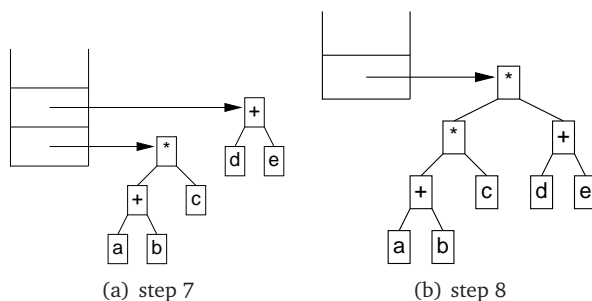 +
d e
*
+ c
a b
(a) step 7
*
* +
+ c d e
a b
(b) step 8